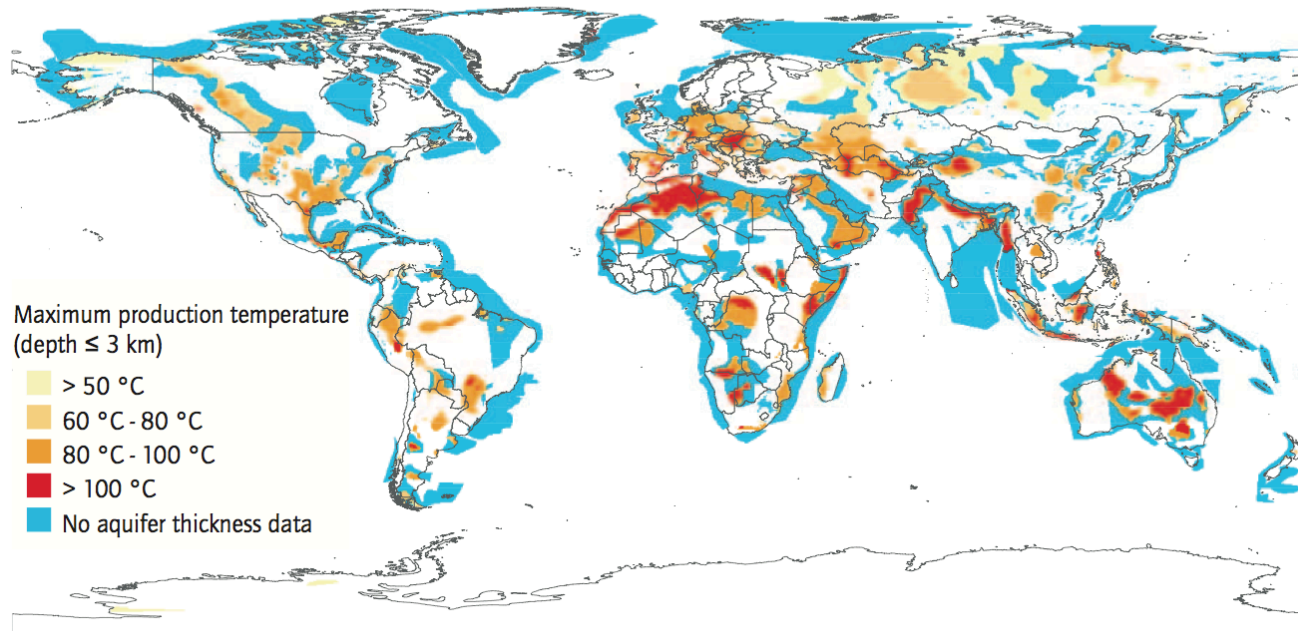 Maximum production temperature
(depth ≤ 3 km)
> 50 °C
60 °C - 80 °C
80 °C - 100 °C
> 100 °C
No aquifer thickness data